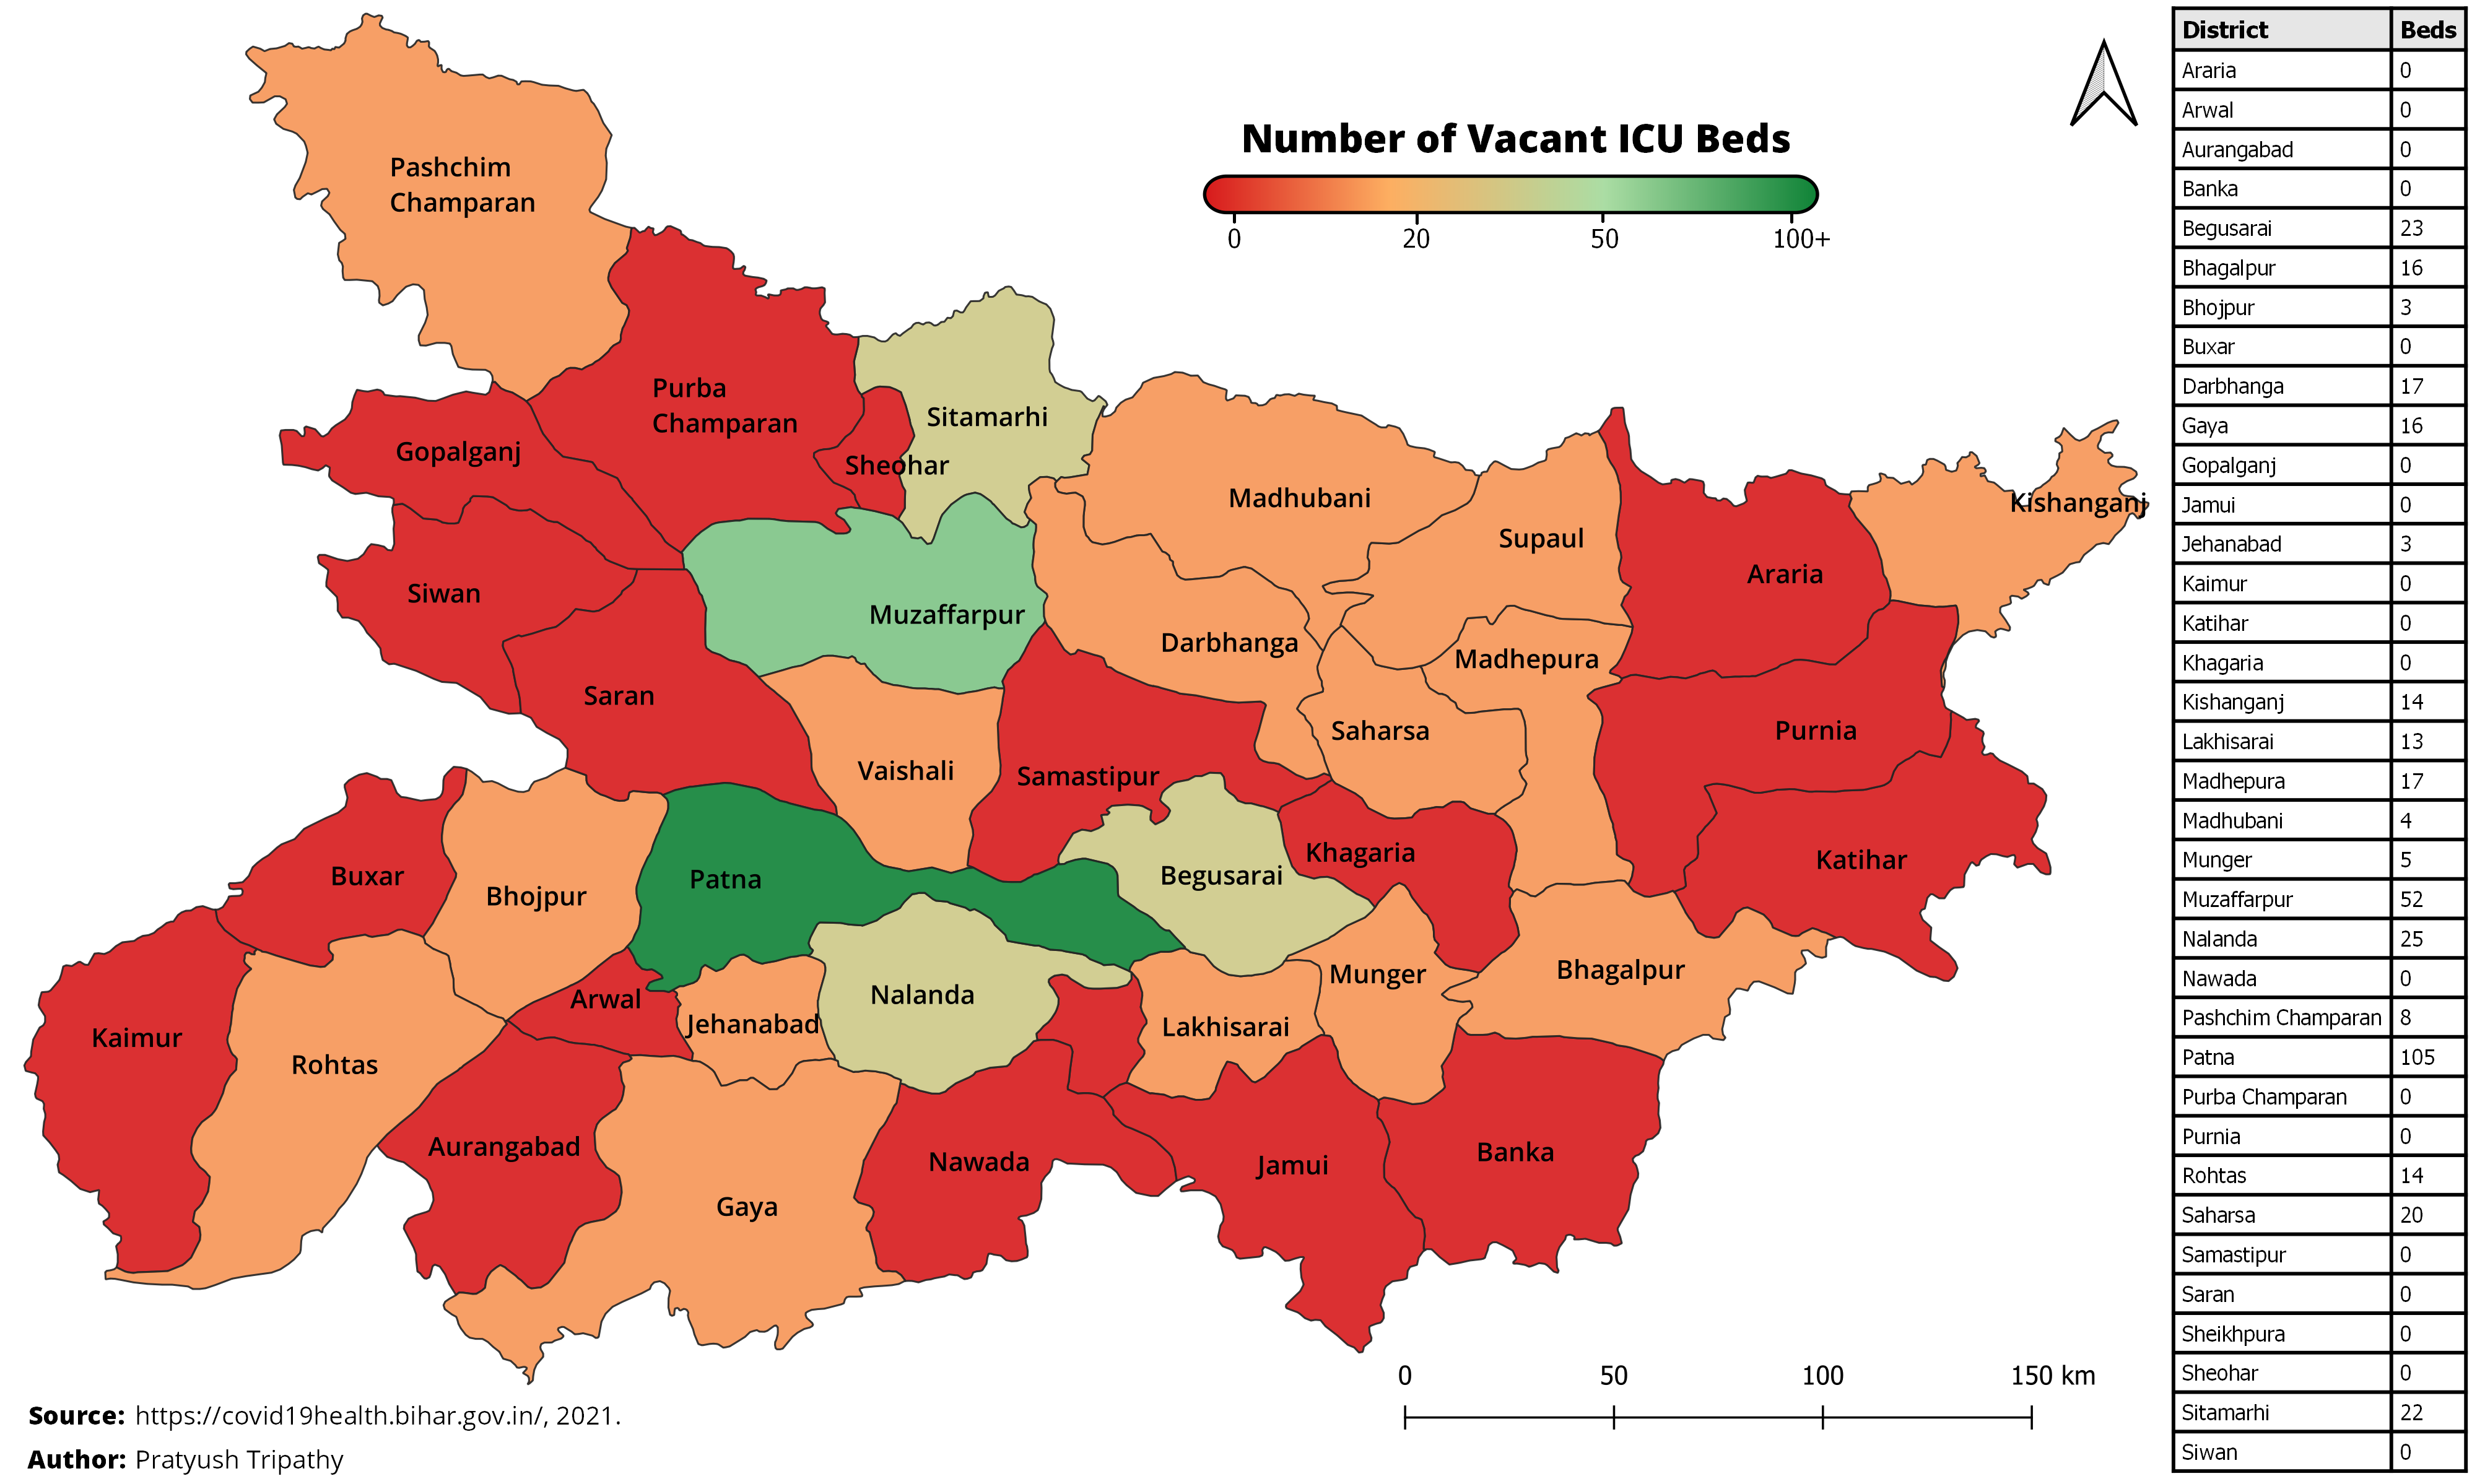 Number of Vacant ICU Beds
0 20 50 100+
Pashchim
Champaran
Purba
Champaran
Gopalganj
Sitamarhi
Sheohar
Madhubani
Kishanganj
Supaul
Araria
Siwan
Muzaffarpur
Darbhanga
Madhepura
Saran
Saharsa
Purnia
Vaishali
Samastipur
Khagaria
Katihar
Buxar
Bhojpur
Patna
Begusarai
Bhagalpur
Munger
Arwal
Nalanda
Jehanabad
Lakhisarai
Kaimur
Rohtas
Aurangabad
Nawada
Jamui
Banka
Gaya
0 50 100 150 km
Source: https://covid19health.bihar.gov.in/, 2021.
Author: Pratyush Tripathy
District Beds
Araria 0
Arwal 0
Aurangabad 0
Banka 0
Begusarai 23
Bhagalpur 16
Bhojpur 3
Buxar 0
Darbhanga 17
Gaya 16
Gopalganj 0
Jamui 0
Jehanabad 3
Kaimur 0
Katihar 0
Khagaria 0
Kishanganj 14
Lakhisarai 13
Madhepura 17
Madhubani 4
Munger 5
Muzaffarpur 52
Nalanda 25
Nawada 0
Pashchim Champaran 8
Patna 105
Purba Champaran 0
Purnia 0
Rohtas 14
Saharsa 20
Samastipur 0
Saran 0
Sheikhpura 0
Sheohar 0
Sitamarhi 22
Siwan 0